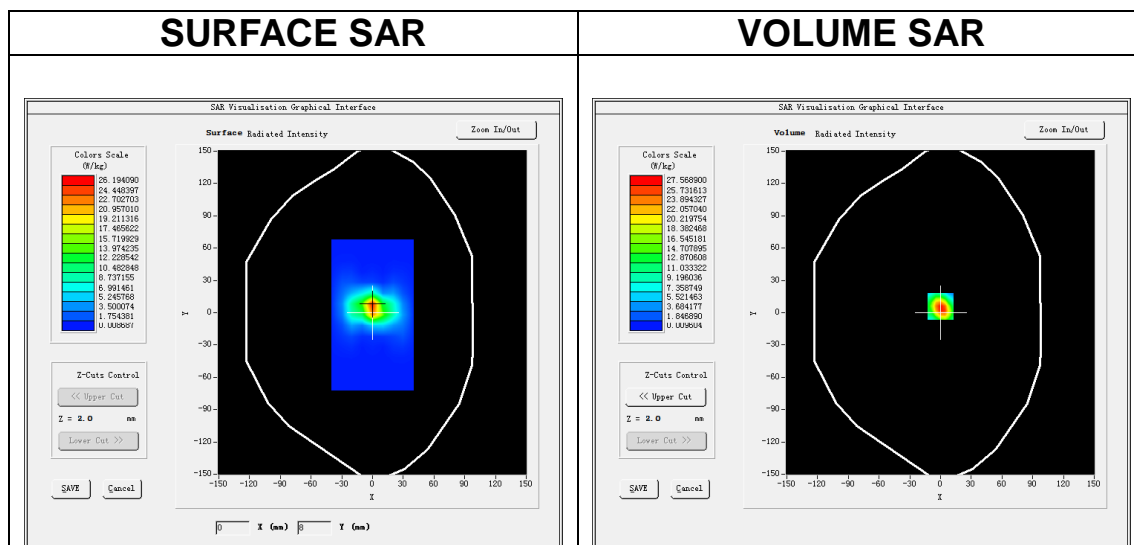 SURFACE SAR
VOLUME SAR
SAR Visualisation Graphical Interface
Surface Radiated Intensity
Zoom In/Out
Colors Scale
(W/kg)
26.194090
24.448397
22.702703
20.957010
19.211316
17.465622
15.719929
13.974235
12.228542
10.482848
8.737155
6.991461
5.245768
3.500074
1.754381
0.008687
Z-Cuts Control
<< Upper Cut
Z = 2.0 mm
Lower Cut >>
SAVE
Cancel
150
120
90
60
30
0
-30
-60
-90
-120
-150
Y
-150 -120 -90 -60 -30 0 30 60 90 120 150
X
0 X (mm) 8 Y (mm)
SAR Visualisation Graphical Interface
Volume Radiated Intensity
Zoom In/Out
Colors Scale
(W/kg)
27.568900
25.731613
23.894327
22.057040
20.219754
18.382468
16.545181
14.707895
12.870608
11.033322
9.196036
7.358749
5.521463
3.684177
1.846890
0.009604
Z-Cuts Control
<< Upper Cut
Z = 2.0 mm
Lower Cut >>
SAVE
Cancel
150
120
90
60
30
0
-30
-60
-90
-120
-150
Y
-150 -120 -90 -60 -30 0 30 60 90 120 150
X